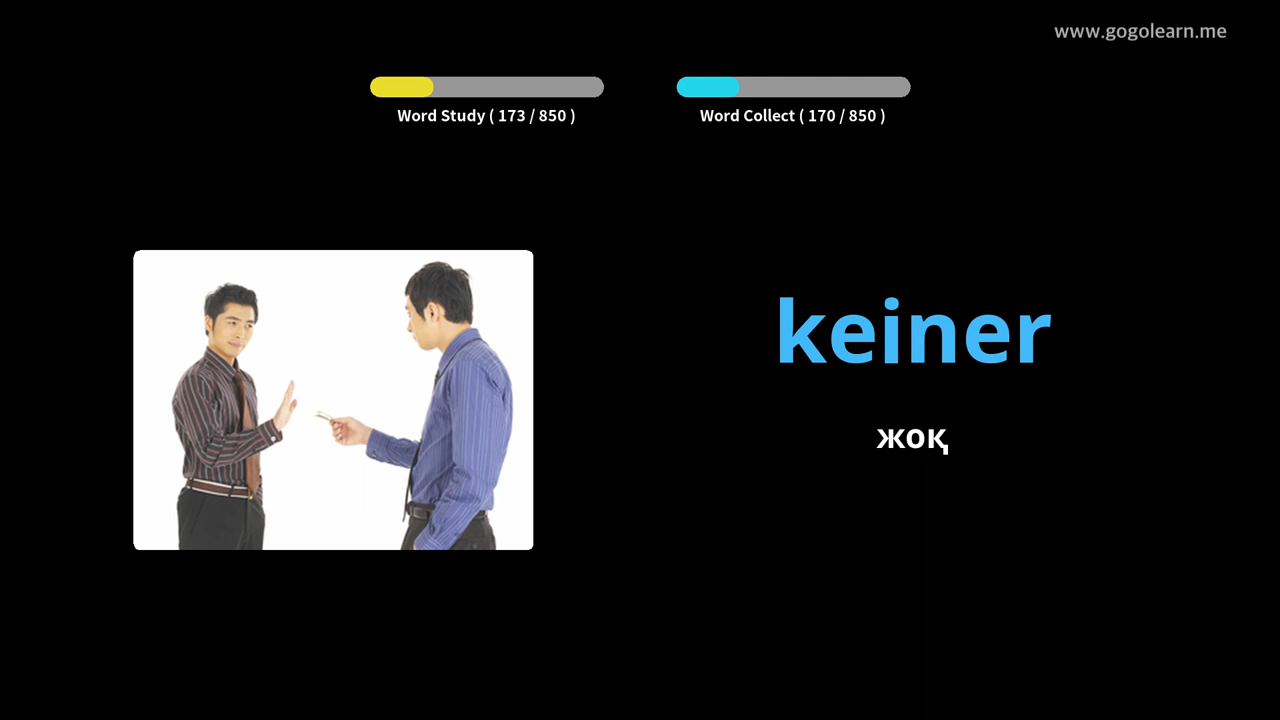 www.gogolearn.me
Word Study ( 173 / 850 )
Word Collect ( 170 / 850 )
keiner
жоқ